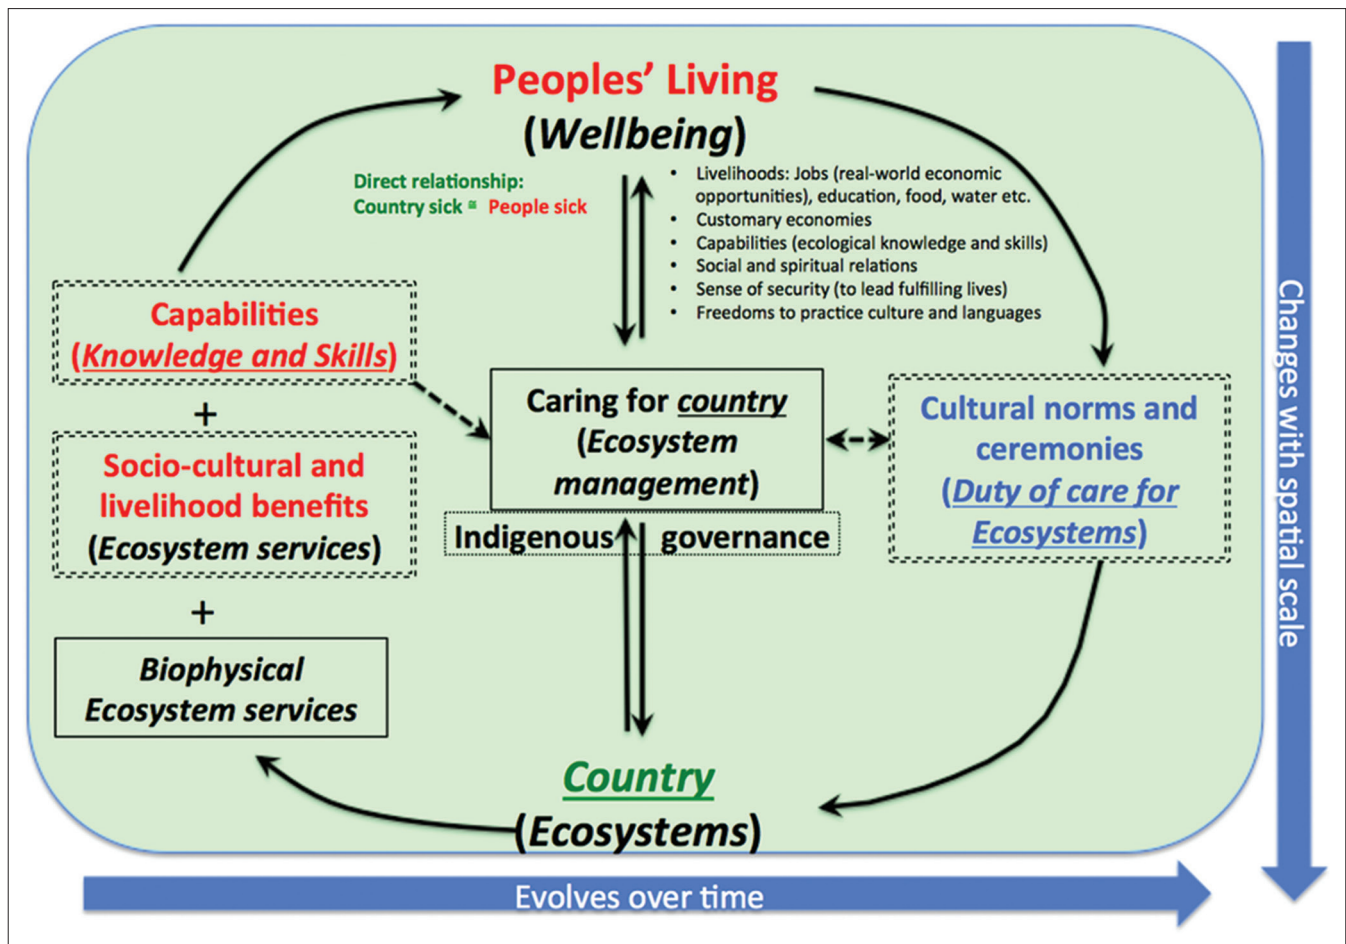 Peoples’ Living
(Wellbeing)
Direct relationship:
Country sick ≅ People sick
• Livelihoods: Jobs (real-world economic
opportunities), education, food, water etc.
• Customary economies
• Capabilities (ecological knowledge and skills)
• Social and spiritual relations
• Sense of security (to lead fulfilling lives)
• Freedoms to practice culture and languages
Capabilities
(Knowledge and Skills)
+
Socio-cultural and
livelihood benefits
(Ecosystem services)
+
Biophysical
Ecosystem services
Caring for country
(Ecosystem
management)
Indigenous governance
Cultural norms and
ceremonies
(Duty of care for
Ecosystems)
Country
(Ecosystems)
Changes with spatial scale
Evolves over time